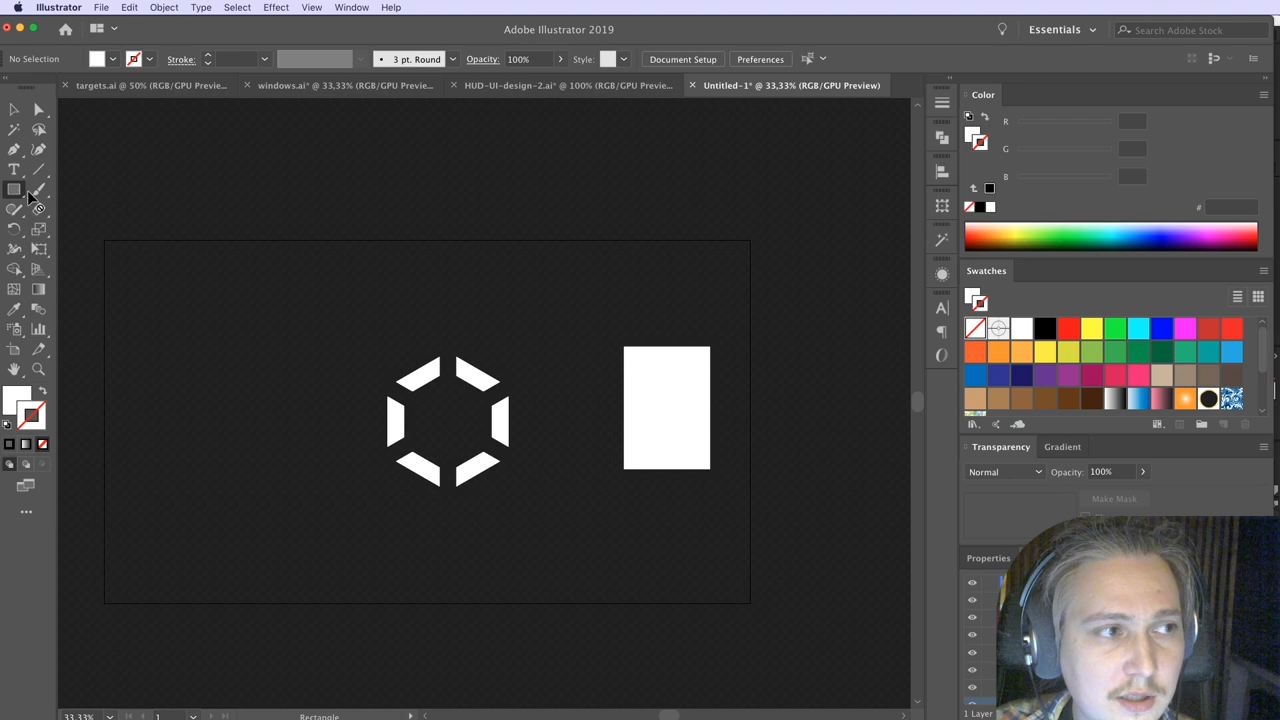 Illustrator File Edit Object Type Select Effect View Window Help
Adobe Illustrator 2019
Essentials
Search Adobe Stock
No Selection
Stroke:
3 pt. Round
Opacity: 100%
Style:
Document Setup
Preferences
targets.ai @ 50% (RGB/GPU Preview...
windows.ai* @ 33,33% (RGB/GPU Previe...
HUD-UI-design-2.ai* @ 100% (RGB/GPU Previe...
Untitled-1* @ 33,33% (RGB/GPU Preview)
Color
R
G
B
#
Swatches
Transparency
Gradient
Normal
Opacity: 100%
Make Mask
Properties
1 Layer
33,33%
1
Rectangle